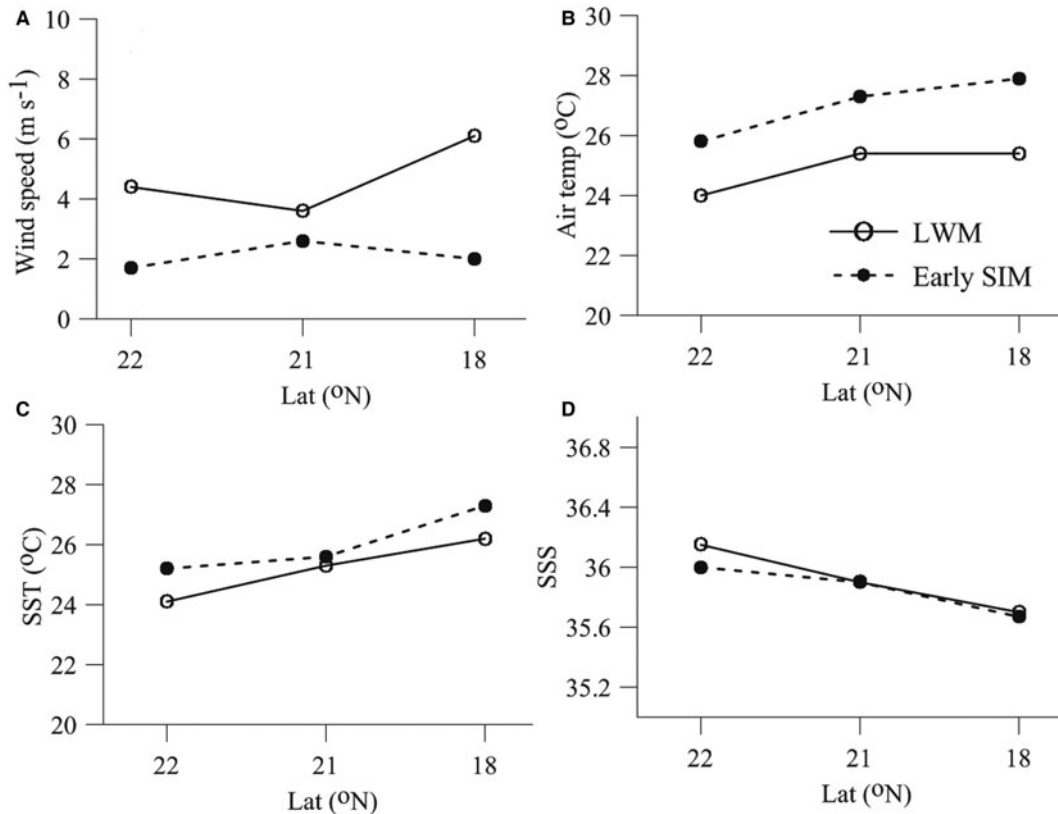 A
10
8
6
4
2
0
Wind speed (m s-1)
22 21 18
Lat (ºN)
B
30
28
26
24
22
20
Air temp (ºC)
LWM
Early SIM
22 21 18
Lat (ºN)
C
30
28
26
24
22
20
SST (ºC)
22 21 18
Lat (ºN)
D
36.8
36.4
36
35.6
35.2
SSS
22 21 18
Lat (ºN)